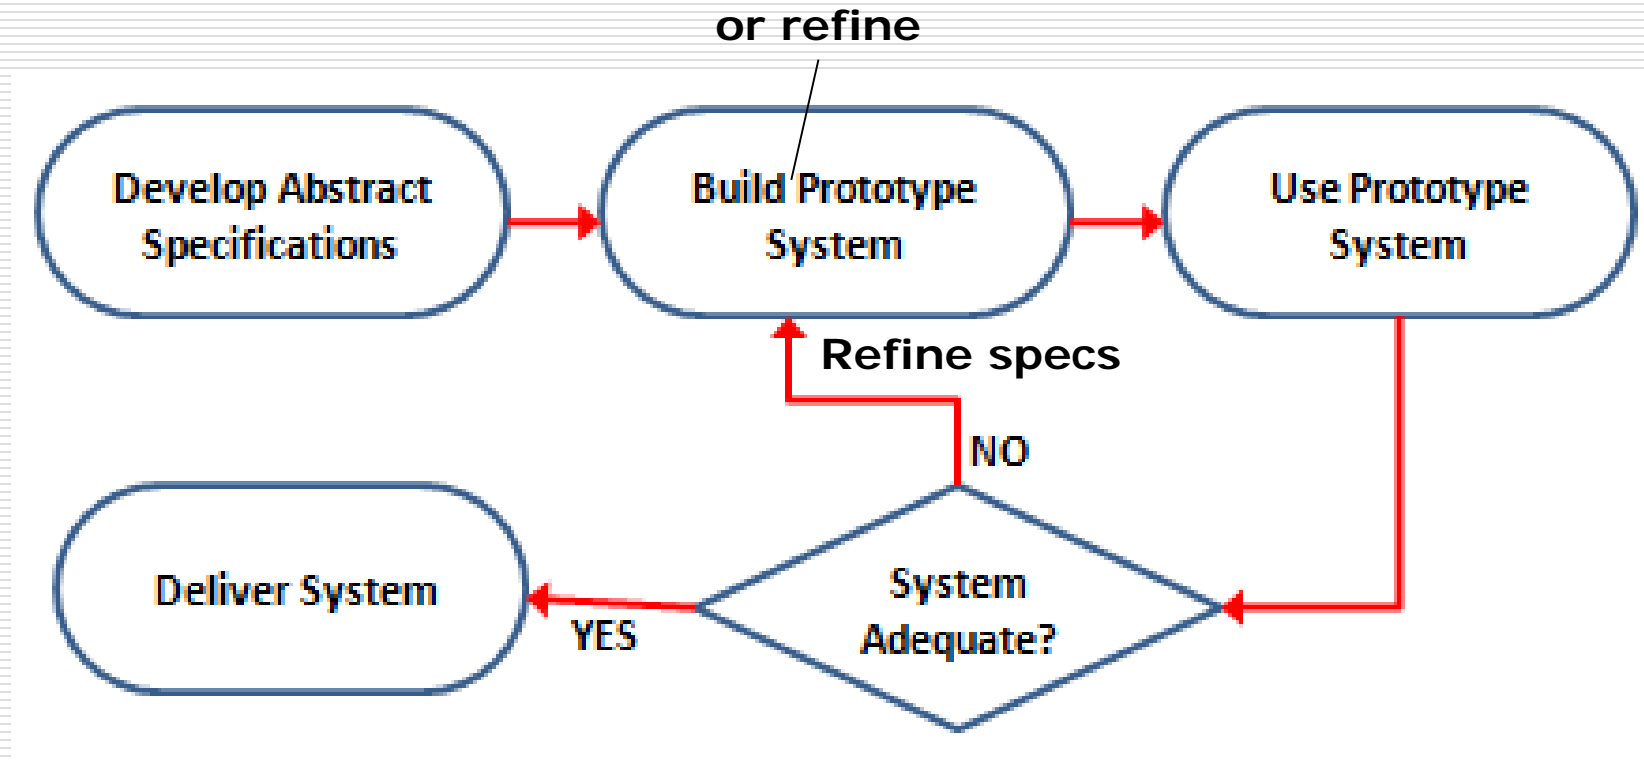 or refine
Develop Abstract
Specifications
Build Prototype
System
Use Prototype
System
Refine specs
NO
System
Adequate?
YES
Deliver System